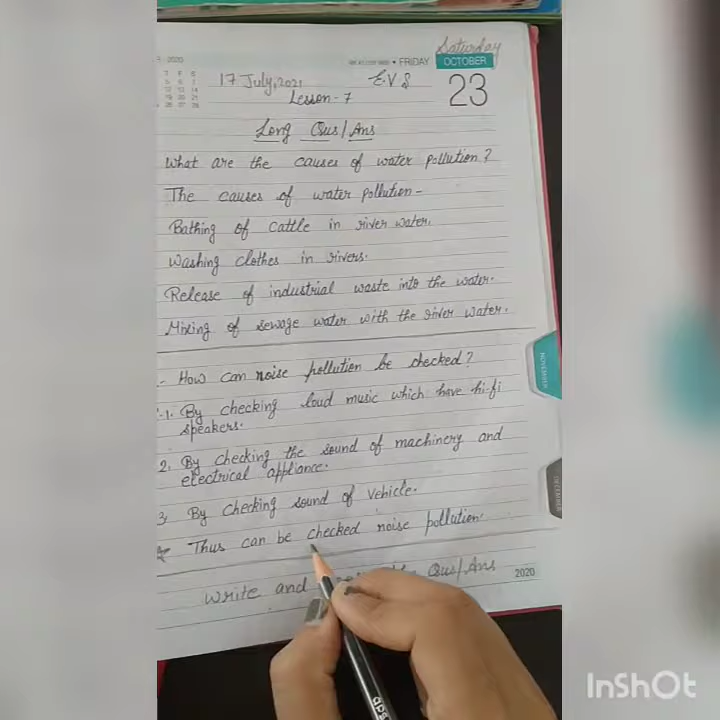 Saturday
2020
FRIDAY OCTOBER
17 July, 2021 E.V.S 23
Lesson - 7
Long Qus/Ans
What are the causes of water pollution?
The causes of water pollution -
Bathing of cattle in river water.
Washing clothes in rivers.
Release of industrial waste into the water.
Mixing of sewage water with the river water.
How can noise pollution be checked?
1. By checking loud music which have hi-fi
speakers.
2. By checking the sound of machinery and
electrical appliance.
3. By checking sound of vehicle.
Thus can be checked noise pollution.
Write and Qus/Ans
2020
NOVEMBER
DECEMBER
InShOt